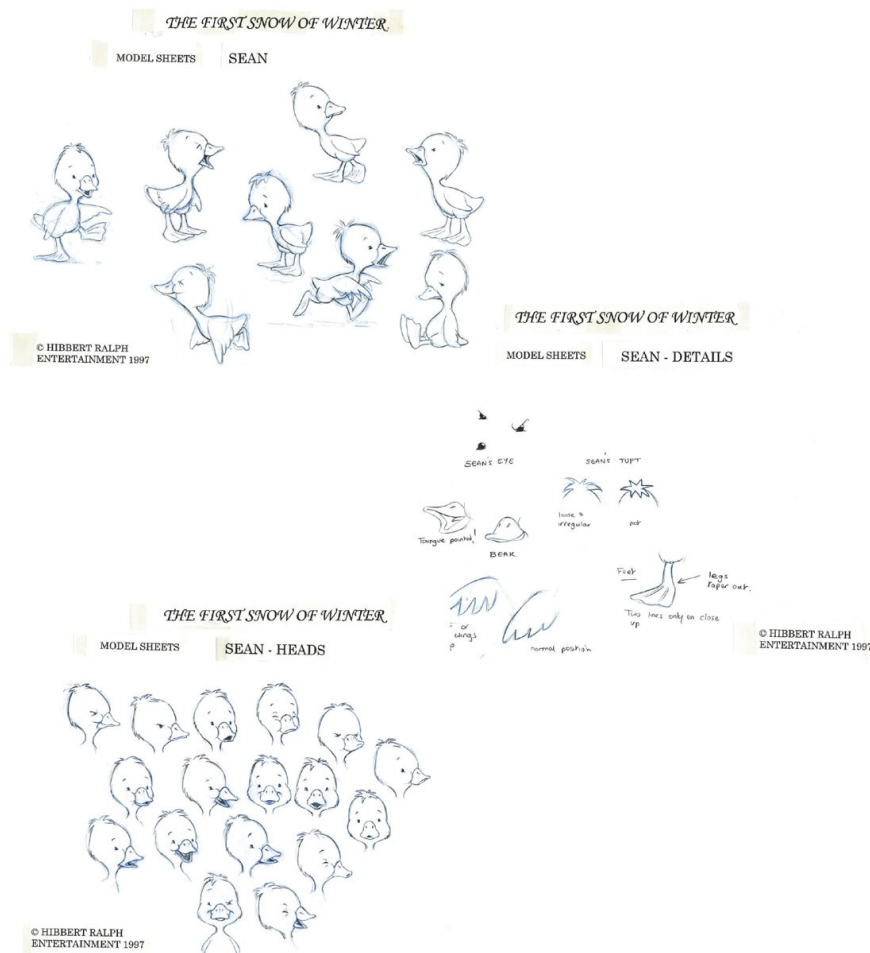 THE FIRST SNOW OF WINTER
MODEL SHEETS SEAN
© HIBBERT RALPH
ENTERTAINMENT 1997
THE FIRST SNOW OF WINTER
MODEL SHEETS SEAN - DETAILS
SEAN'S EYE
SEAN'S TUFT
loose &
irregular
not
Toungue pointed!
BEAK
Feet
legs
taper out.
Two lines only on close
up
or
wings
normal position
© HIBBERT RALPH
ENTERTAINMENT 1997
THE FIRST SNOW OF WINTER
MODEL SHEETS SEAN - HEADS
© HIBBERT RALPH
ENTERTAINMENT 1997